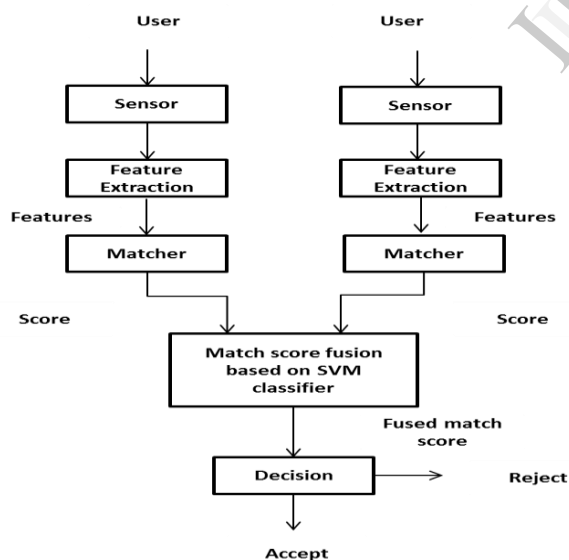 User
User
Sensor
Sensor
Feature
Extraction
Feature
Extraction
Features
Features
Matcher
Matcher
Score
Score
Match score fusion
based on SVM
classifier
Fused match
score
Decision
Reject
Accept